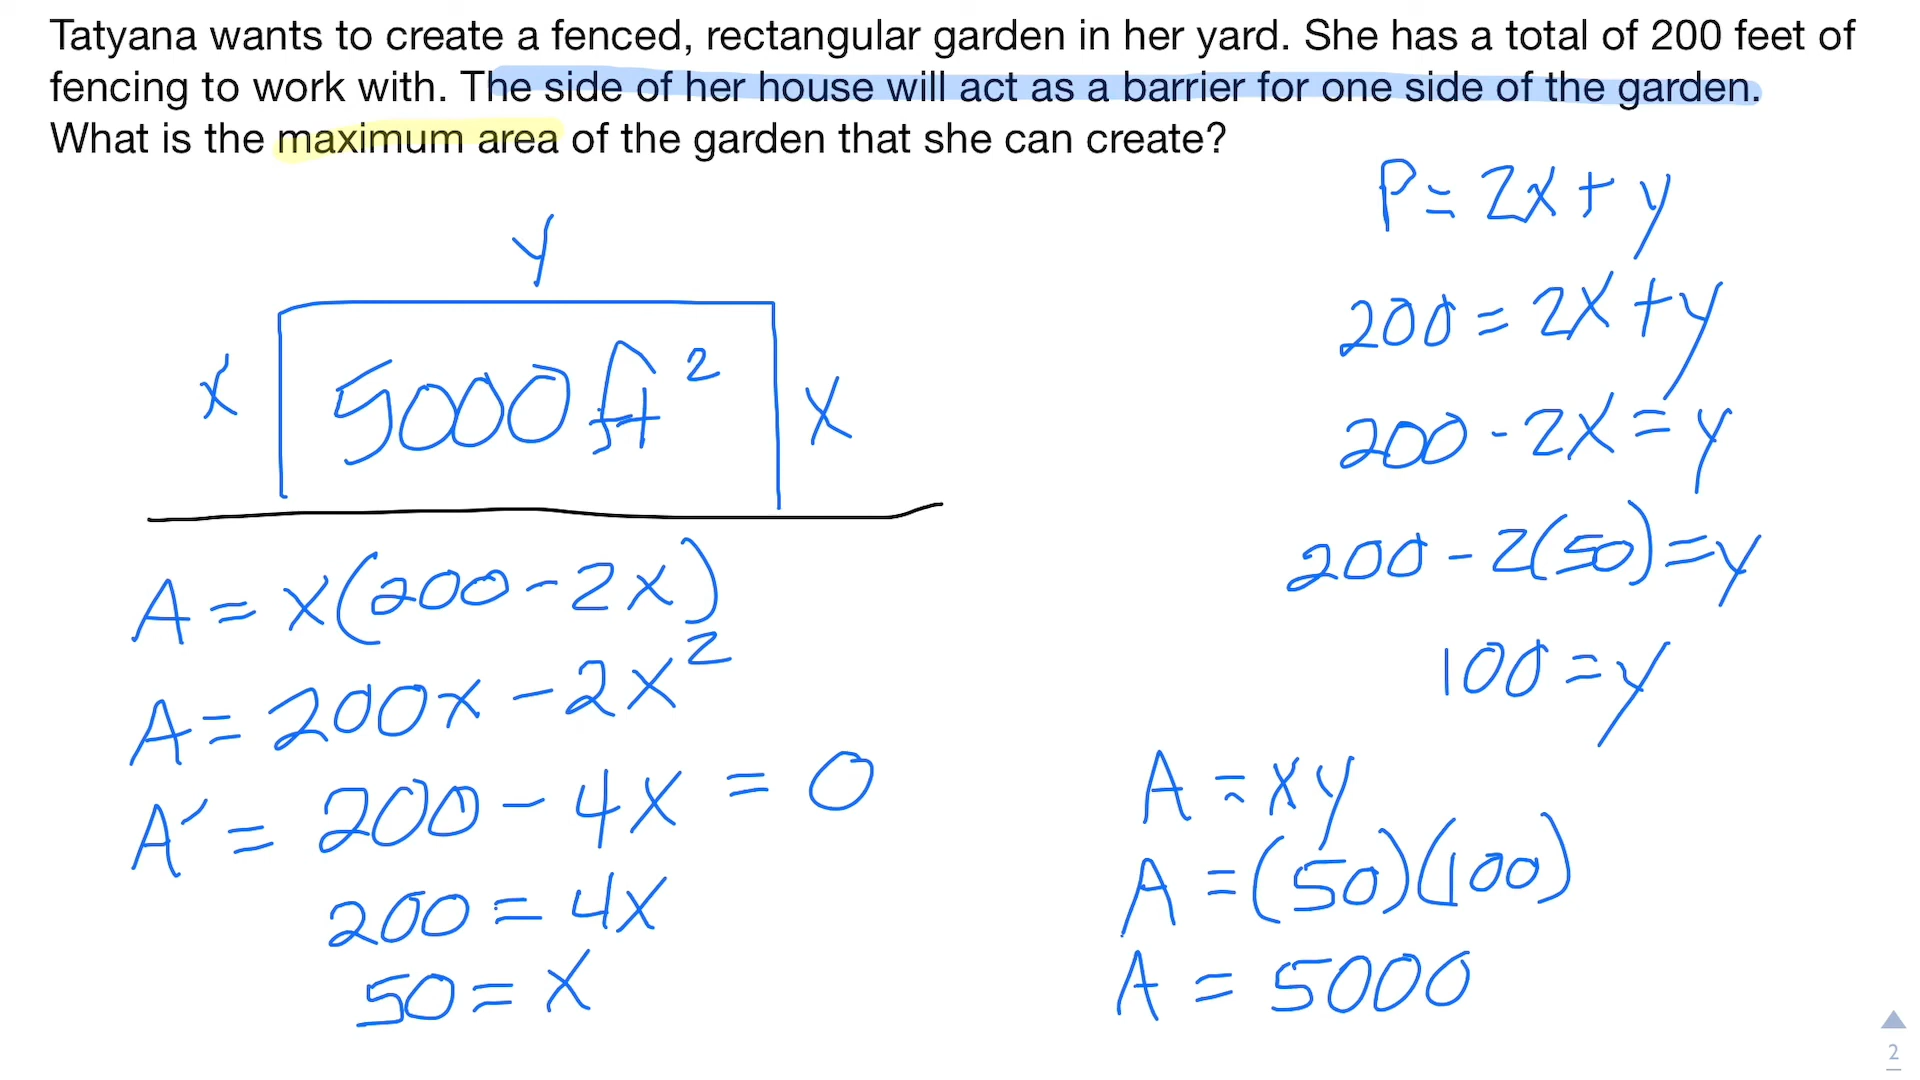 Tatyana wants to create a fenced, rectangular garden in her yard. She has a total of 200 feet of
fencing to work with. The side of her house will act as a barrier for one side of the garden.
What is the maximum area of the garden that she can create?
y
x
5000 ft²
x
A = x(200 - 2x)
A = 200x - 2x²
A' = 200 - 4x = 0
200 = 4x
50 = x
P = 2x + y
200 = 2x + y
200 - 2x = y
200 - 2(50) = y
100 = y
A = xy
A = (50)(100)
A = 5000
2